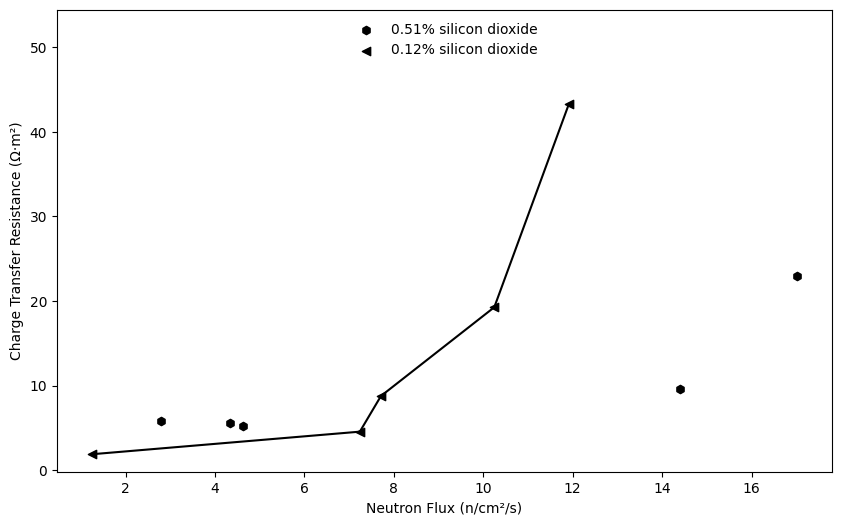 0.51% silicon dioxide
0.12% silicon dioxide
50
40
30
20
10
0
Charge Transfer Resistance (Ω·m²)
2 4 6 8 10 12 14 16
Neutron Flux (n/cm²/s)